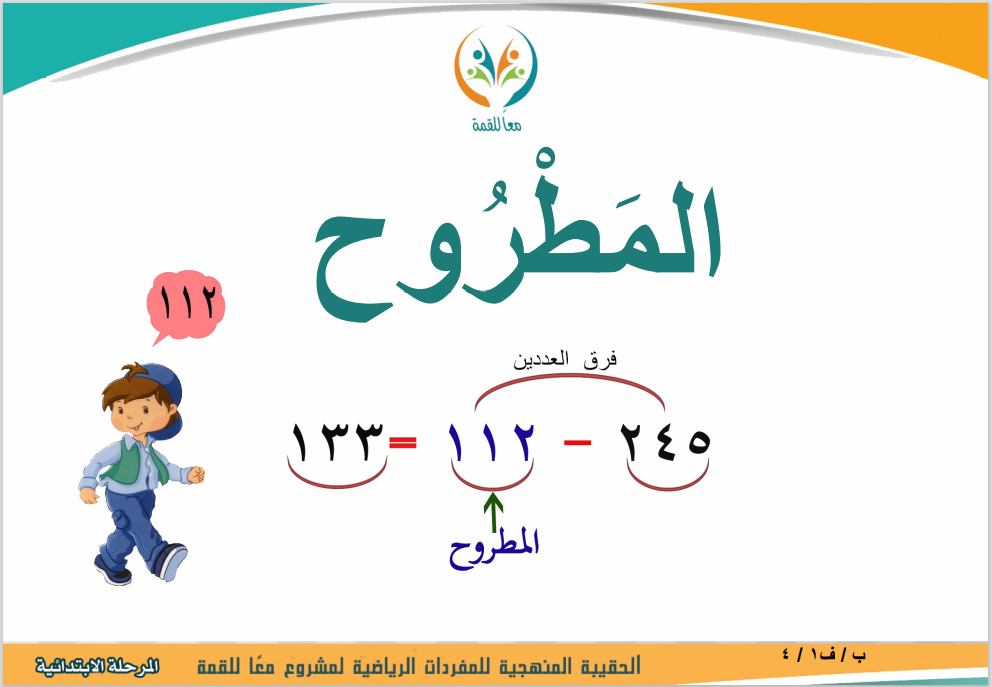 معاً للقمة
المَطْرُوح
١١٢
فرق العددين
٢٤٥ − ١١٢ = ١٣٣
المطروح
ب / ف١ / ٤
الحقيبة المنهجية للمفردات الرياضية لمشروع معًا للقمة
المرحلة الابتدائية